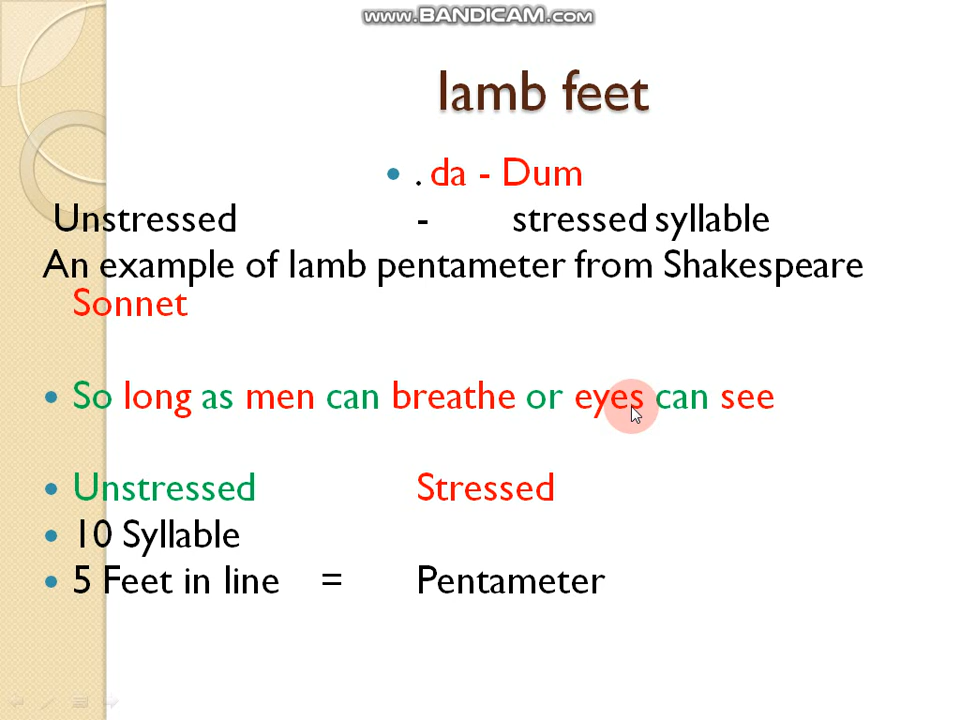 www.BANDICAM.com
lamb feet
. da - Dum
Unstressed - stressed syllable
An example of lamb pentameter from Shakespeare
Sonnet
So long as men can breathe or eyes can see
Unstressed Stressed
10 Syllable
5 Feet in line = Pentameter